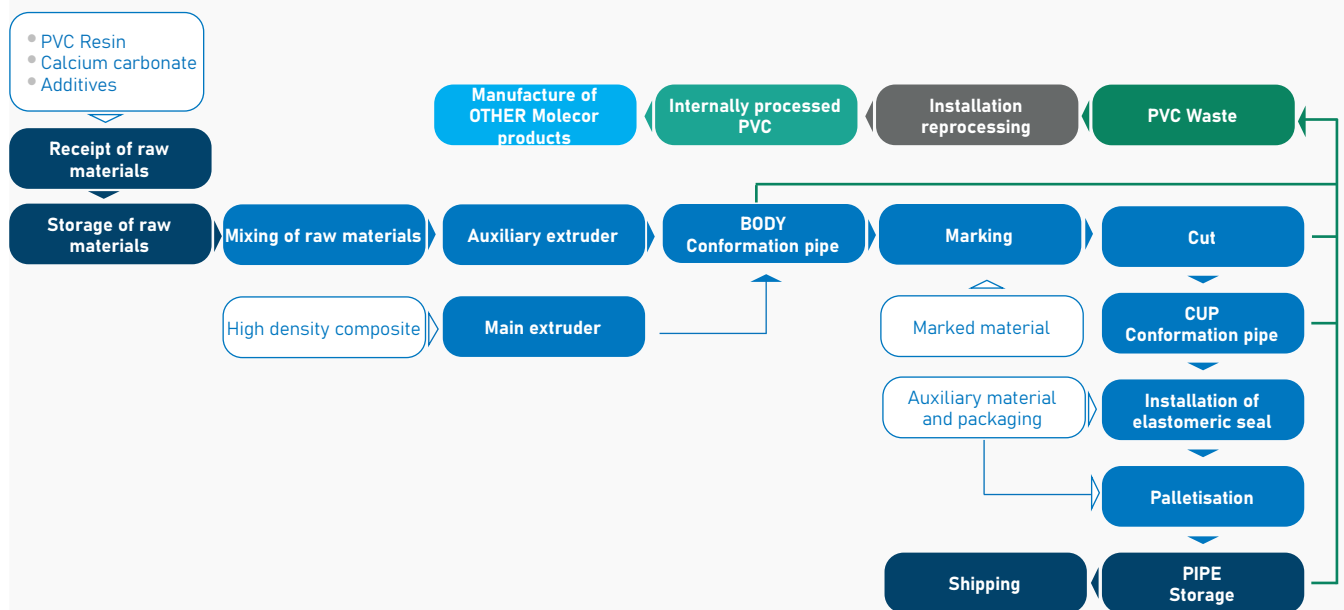 PVC Resin
Calcium carbonate
Additives
Manufacture of
OTHER Molecor
products
Internally processed
PVC
Installation
reprocessing
PVC Waste
Receipt of raw
materials
Storage of raw
materials
Mixing of raw materials
Auxiliary extruder
BODY
Conformation pipe
Marking
Cut
High density composite
Main extruder
Marked material
CUP
Conformation pipe
Auxiliary material
and packaging
Installation of
elastomeric seal
Palletisation
Shipping
PIPE
Storage